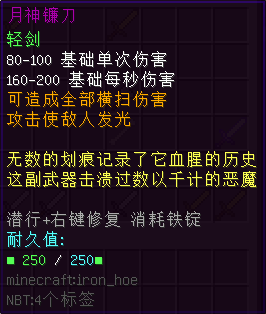 月神镰刀
轻剑
80-100 基础单次伤害
160-200 基础每秒伤害
可造成全部横扫伤害
攻击使敌人发光
无数的划痕记录了它血腥的历史
这副武器击溃过数以千计的恶魔
潜行+右键修复 消耗铁锭
耐久值:
■ 250 / 250■
minecraft:iron_hoe
NBT:4个标签